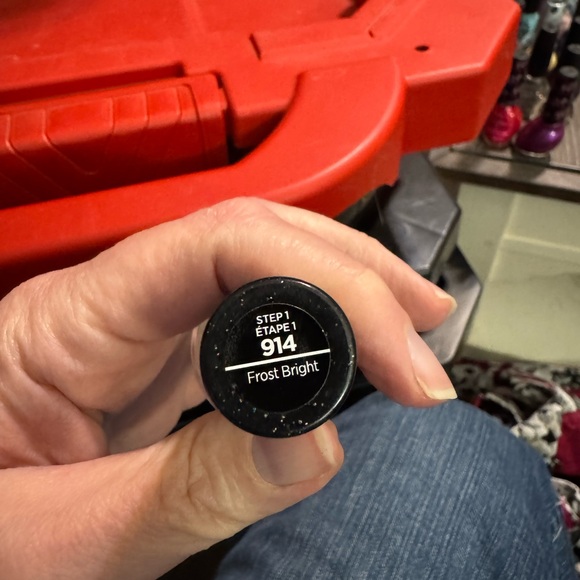 STEP 1
ÉTAPE 1
914
Frost Bright